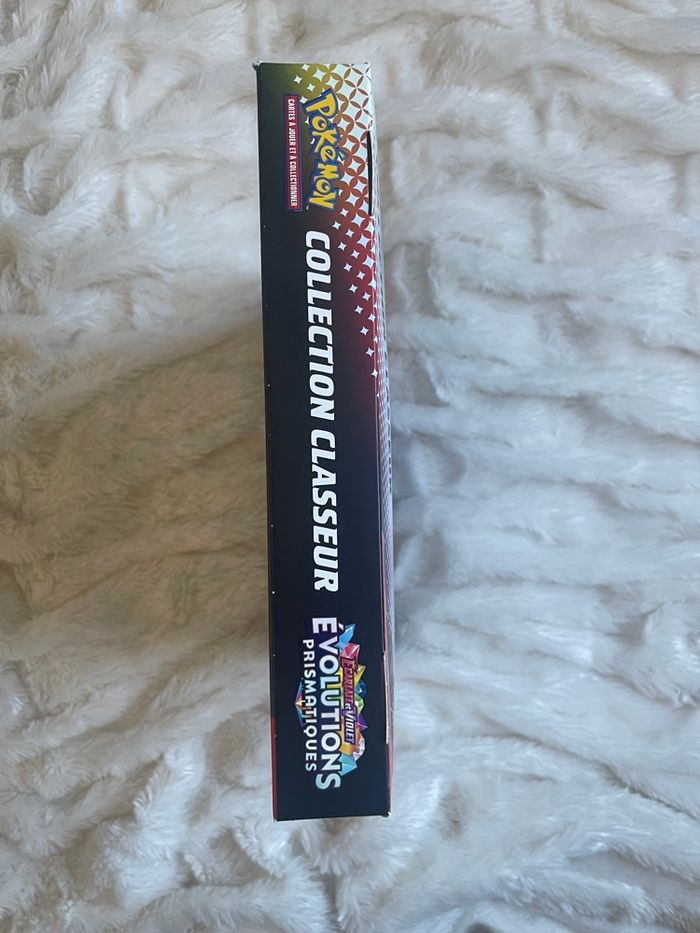 POKÉMON
CARTES À JOUER ET À COLLECTIONNER
COLLECTION CLASSEUR
ÉCARLATE ET VIOLET
ÉVOLUTIONS
PRISMATIQUES